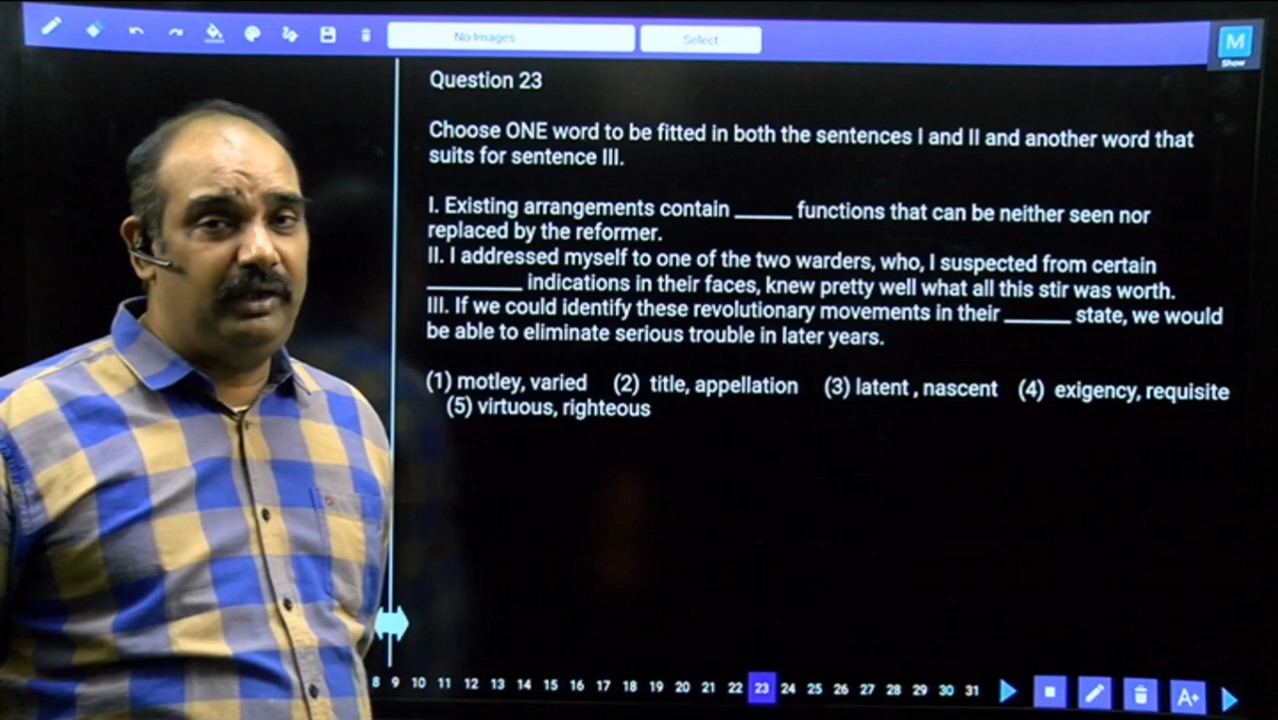 No Images
Select
M
Show
Question 23
Choose ONE word to be fitted in both the sentences I and II and another word that
suits for sentence III.
I. Existing arrangements contain _____ functions that can be neither seen nor
replaced by the reformer.
II. I addressed myself to one of the two warders, who, I suspected from certain
________ indications in their faces, knew pretty well what all this stir was worth.
III. If we could identify these revolutionary movements in their ______ state, we would
be able to eliminate serious trouble in later years.
(1) motley, varied (2) title, appellation (3) latent , nascent (4) exigency, requisite
(5) virtuous, righteous
8 9 10 11 12 13 14 15 16 17 18 19 20 21 22 23 24 25 26 27 28 29 30 31
A+